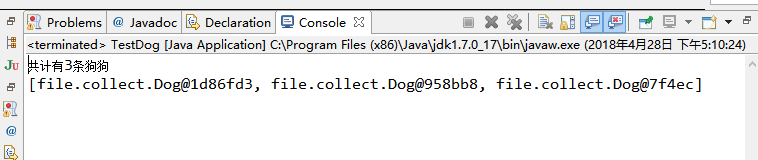 Problems @ Javadoc Declaration Console
<terminated> TestDog [Java Application] C:\Program Files (x86)\Java\jdk1.7.0_17\bin\javaw.exe (2018年4月28日 下午5:10:24)
共计有3条狗狗
[file.collect.Dog@1d86fd3, file.collect.Dog@958bb8, file.collect.Dog@7f4ec]
Ju
@